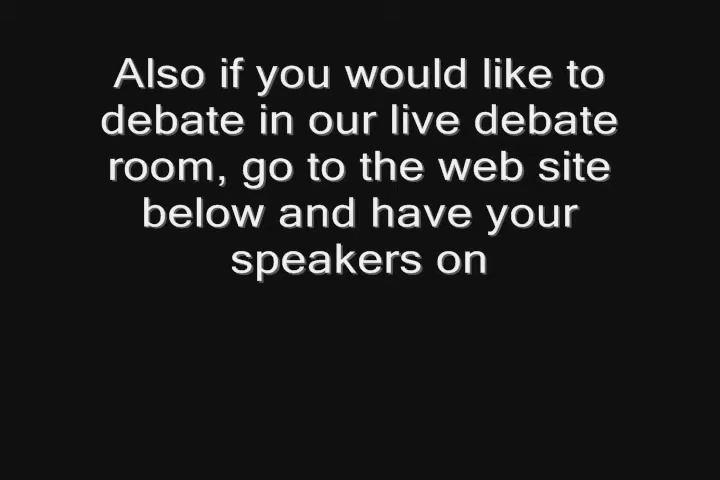 Also if you would like to
debate in our live debate
room, go to the web site
below and have your
speakers on